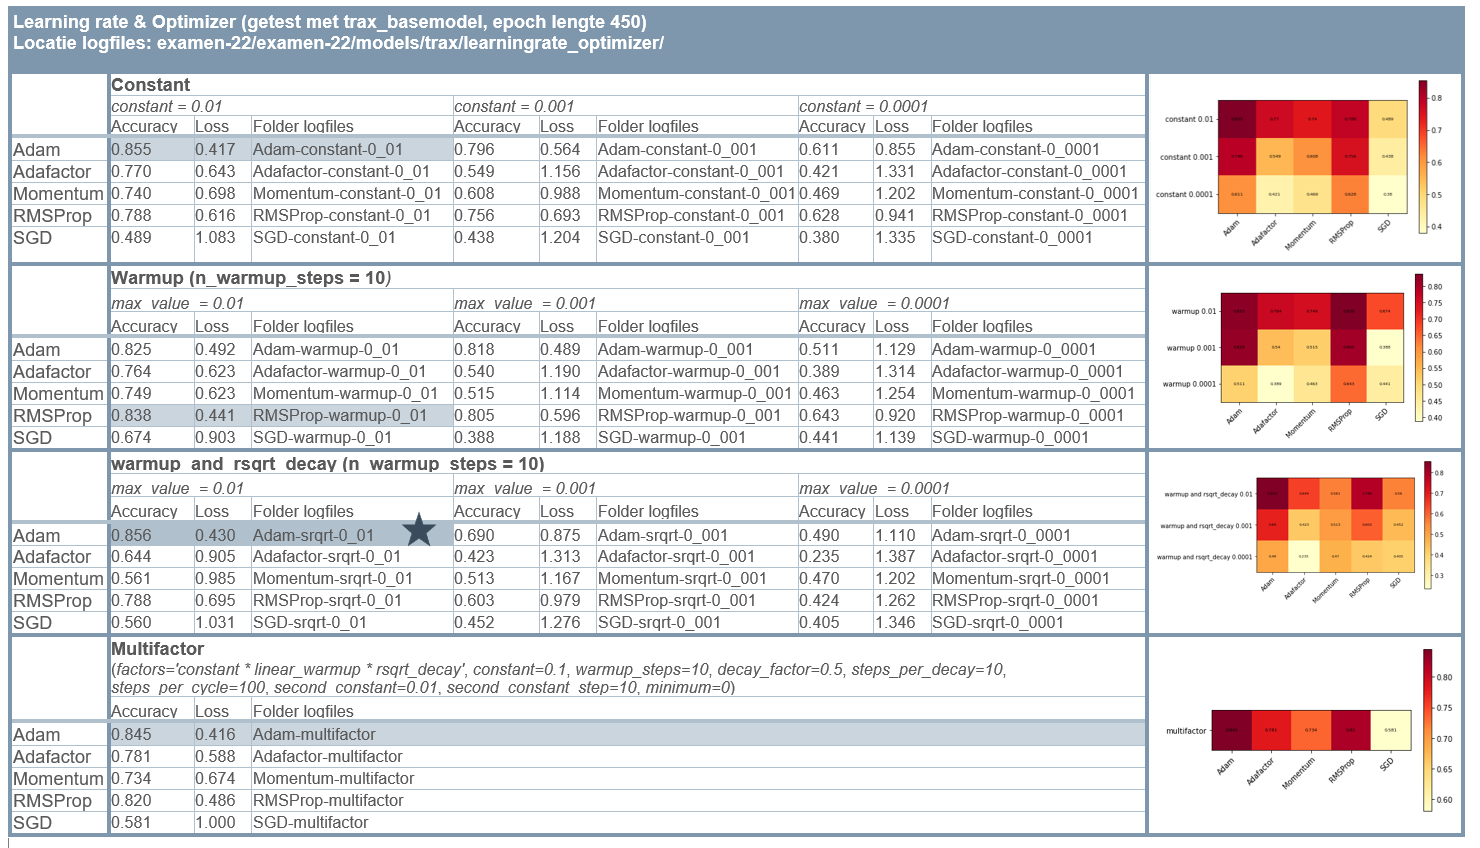 Learning rate & Optimizer (getest met trax_basemodel, epoch lengte 450)
Locatie logfiles: examen-22/examen-22/models/trax/learningrate_optimizer/
Constant
constant = 0.01 constant = 0.001 constant = 0.0001
Accuracy Loss Folder logfiles Accuracy Loss Folder logfiles Accuracy Loss Folder logfiles
Adam 0.855 0.417 Adam-constant-0_01 0.796 0.564 Adam-constant-0_001 0.611 0.855 Adam-constant-0_0001
Adafactor 0.770 0.643 Adafactor-constant-0_01 0.549 1.156 Adafactor-constant-0_001 0.421 1.331 Adafactor-constant-0_0001
Momentum 0.740 0.698 Momentum-constant-0_01 0.608 0.988 Momentum-constant-0_001 0.469 1.202 Momentum-constant-0_0001
RMSProp 0.788 0.616 RMSProp-constant-0_01 0.756 0.693 RMSProp-constant-0_001 0.628 0.941 RMSProp-constant-0_0001
SGD 0.489 1.083 SGD-constant-0_01 0.438 1.204 SGD-constant-0_001 0.380 1.335 SGD-constant-0_0001
constant 0.01
constant 0.001
constant 0.0001
Adam Adafactor Momentum RMSProp SGD
0.8
0.7
0.6
0.5
0.4
Warmup (n_warmup_steps = 10)
max_value = 0.01 max_value = 0.001 max_value = 0.0001
Accuracy Loss Folder logfiles Accuracy Loss Folder logfiles Accuracy Loss Folder logfiles
Adam 0.825 0.492 Adam-warmup-0_01 0.818 0.489 Adam-warmup-0_001 0.511 1.129 Adam-warmup-0_0001
Adafactor 0.764 0.623 Adafactor-warmup-0_01 0.540 1.190 Adafactor-warmup-0_001 0.389 1.314 Adafactor-warmup-0_0001
Momentum 0.749 0.623 Momentum-warmup-0_01 0.515 1.114 Momentum-warmup-0_001 0.463 1.254 Momentum-warmup-0_0001
RMSProp 0.838 0.441 RMSProp-warmup-0_01 0.805 0.596 RMSProp-warmup-0_001 0.643 0.920 RMSProp-warmup-0_0001
SGD 0.674 0.903 SGD-warmup-0_01 0.388 1.188 SGD-warmup-0_001 0.441 1.139 SGD-warmup-0_0001
warmup 0.01
warmup 0.001
warmup 0.0001
Adam Adafactor Momentum RMSProp SGD
0.80
0.75
0.70
0.65
0.60
0.55
0.50
0.45
0.40
warmup_and_rsqrt_decay (n_warmup_steps = 10)
max_value = 0.01 max_value = 0.001 max_value = 0.0001
Accuracy Loss Folder logfiles Accuracy Loss Folder logfiles Accuracy Loss Folder logfiles
Adam 0.856 0.430 Adam-srqrt-0_01 0.690 0.875 Adam-srqrt-0_001 0.490 1.110 Adam-srqrt-0_0001
Adafactor 0.644 0.905 Adafactor-srqrt-0_01 0.423 1.313 Adafactor-srqrt-0_001 0.235 1.387 Adafactor-srqrt-0_0001
Momentum 0.561 0.985 Momentum-srqrt-0_01 0.513 1.167 Momentum-srqrt-0_001 0.470 1.202 Momentum-srqrt-0_0001
RMSProp 0.788 0.695 RMSProp-srqrt-0_01 0.603 0.979 RMSProp-srqrt-0_001 0.424 1.262 RMSProp-srqrt-0_0001
SGD 0.560 1.031 SGD-srqrt-0_01 0.452 1.276 SGD-srqrt-0_001 0.405 1.346 SGD-srqrt-0_0001
warmup and rsqrt_decay 0.01
warmup and rsqrt_decay 0.001
warmup and rsqrt_decay 0.0001
Adam Adafactor Momentum RMSProp SGD
0.8
0.7
0.6
0.5
0.4
0.3
Multifactor
(factors='constant * linear_warmup * rsqrt_decay', constant=0.1, warmup_steps=10, decay_factor=0.5, steps_per_decay=10,
steps_per_cycle=100, second_constant=0.01, second_constant_step=10, minimum=0)
Accuracy Loss Folder logfiles
Adam 0.845 0.416 Adam-multifactor
Adafactor 0.781 0.588 Adafactor-multifactor
Momentum 0.734 0.674 Momentum-multifactor
RMSProp 0.820 0.486 RMSProp-multifactor
SGD 0.581 1.000 SGD-multifactor
multifactor
Adam Adafactor Momentum RMSProp SGD
0.80
0.75
0.70
0.65
0.60